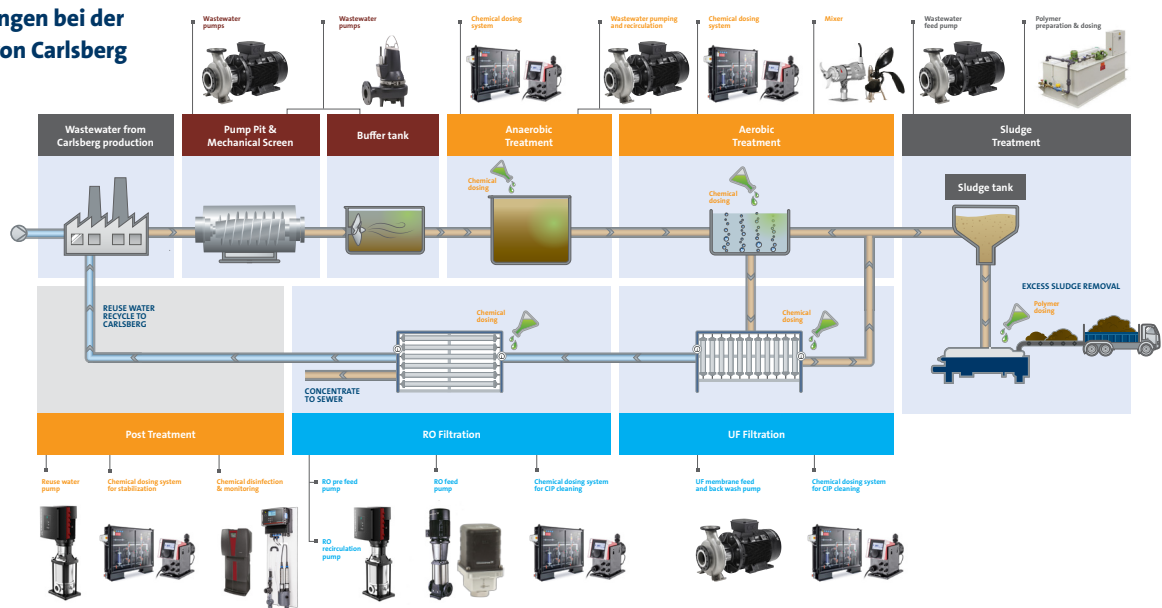 ngen bei der
on Carlsberg
Wastewater
pumps
Wastewater
pumps
Chemical dosing
system
Wastewater pumping
and recirculation
Chemical dosing
system
Mixer
Wastewater
feed pump
Polymer
preparation & dosing
Wastewater from
Carlsberg production
Pump Pit &
Mechanical Screen
Buffer tank
Anaerobic
Treatment
Aerobic
Treatment
Sludge
Treatment
Chemical
dosing
Chemical
dosing
Sludge tank
REUSE WATER
RECYCLE TO
CARLSBERG
Chemical
dosing
Chemical
dosing
EXCESS SLUDGE REMOVAL
Polymer
dosing
CONCENTRATE
TO SEWER
Post Treatment
RO Filtration
UF Filtration
Reuse water
pump
Chemical dosing system
for stabilization
Chemical disinfection
& monitoring
RO pre feed
pump
RO feed
pump
Chemical dosing system
for CIP cleaning
UF membrane feed
and back wash pump
Chemical dosing system
for CIP cleaning
RO
recirculation
pump